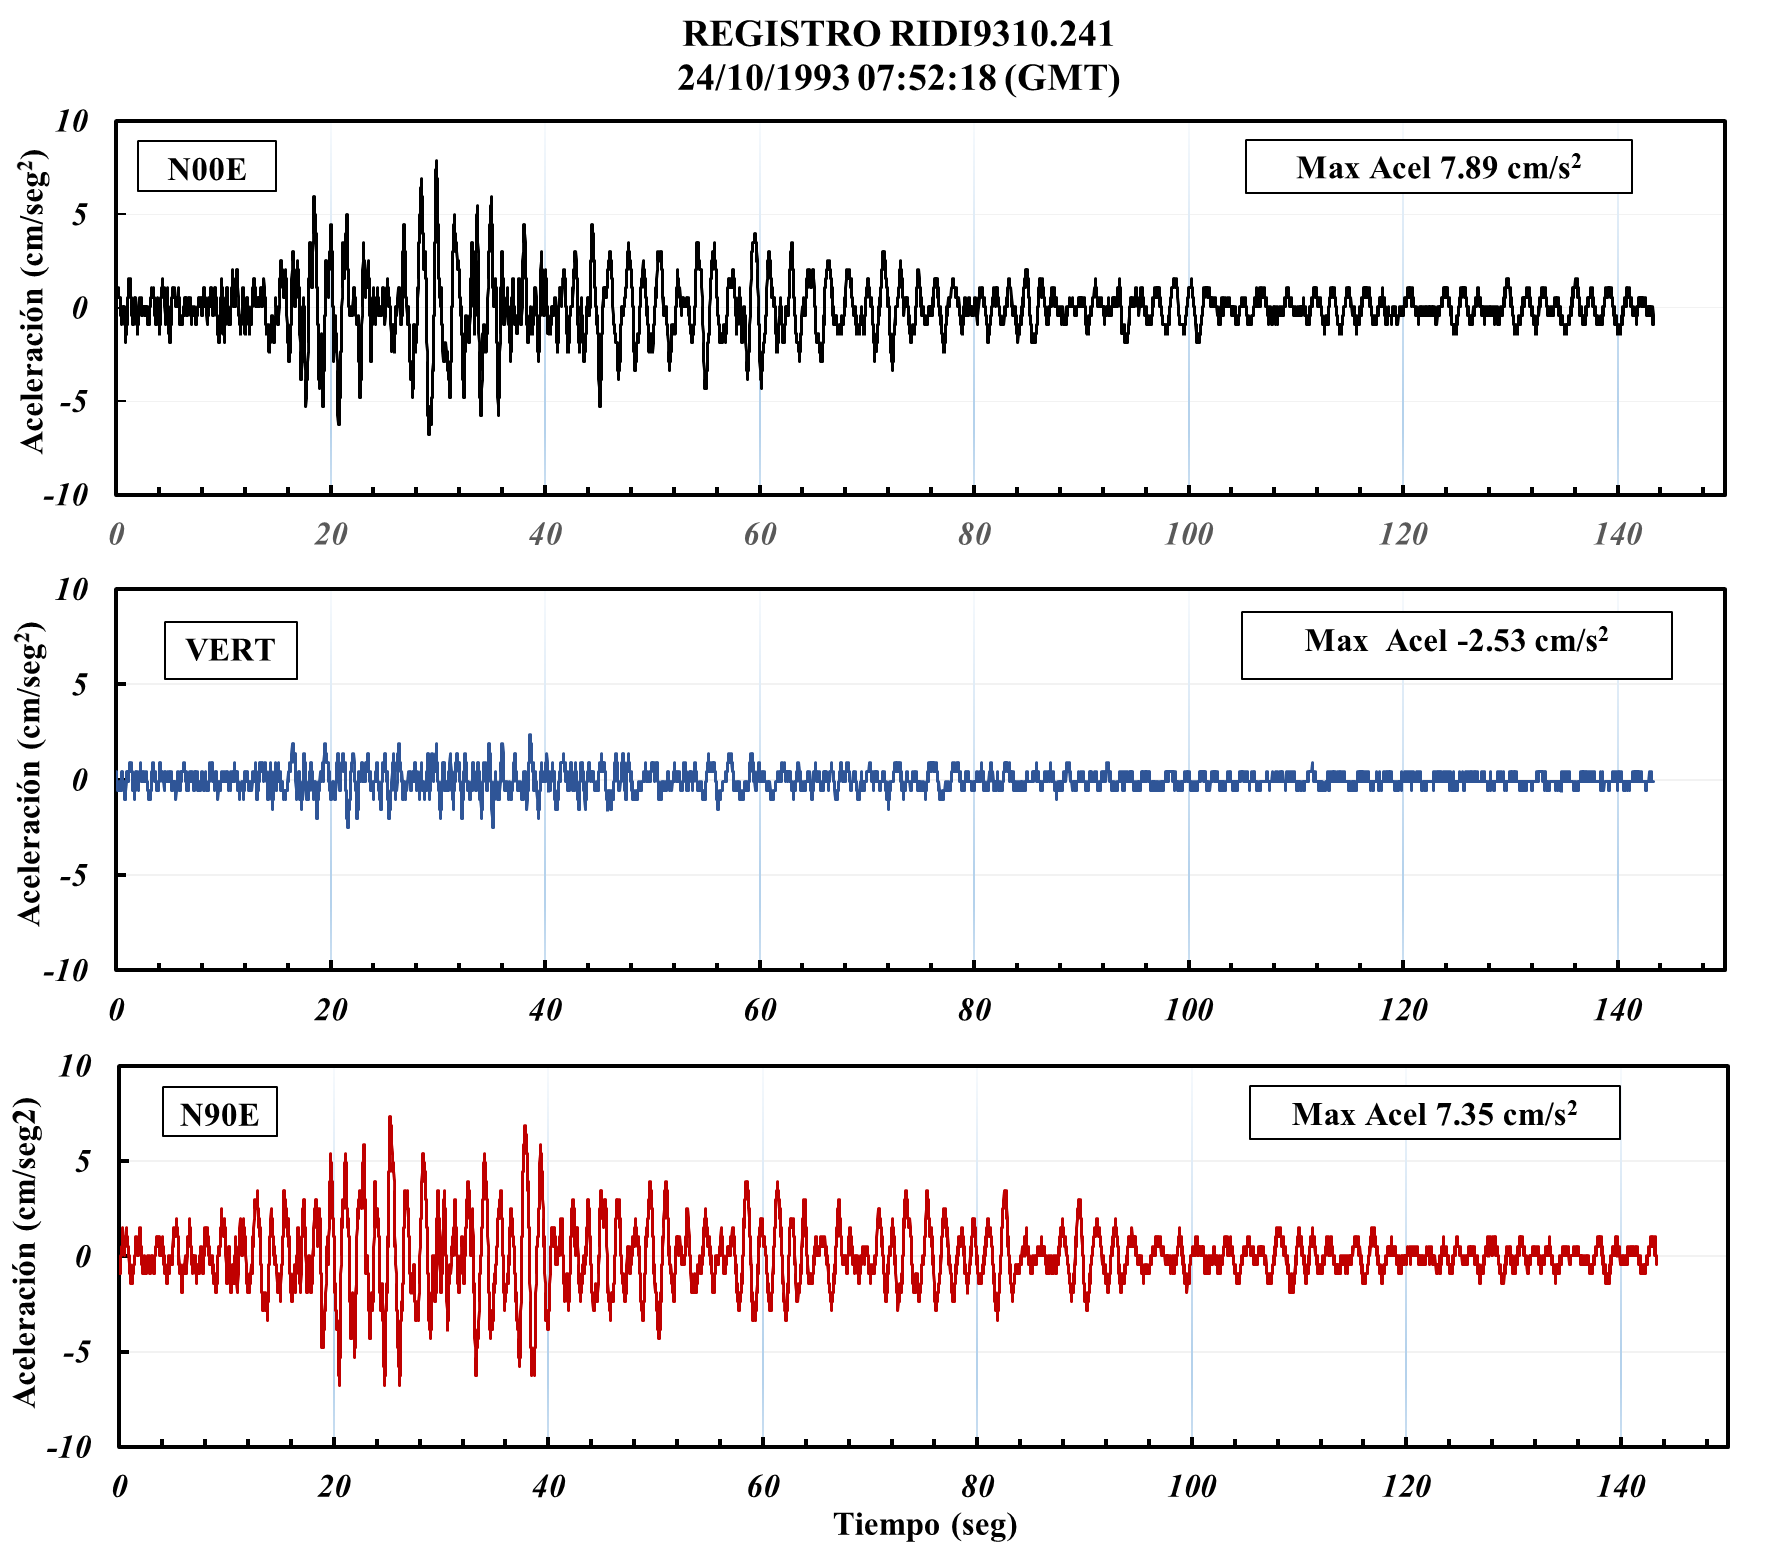 REGISTRO RIDI9310.241
24/10/1993 07:52:18 (GMT)
Aceleración (cm/seg²)
10
5
0
-5
-10
N00E
Max Acel 7.89 cm/s²
0 20 40 60 80 100 120 140
Aceleración (cm/seg²)
10
5
0
-5
-10
VERT
Max Acel -2.53 cm/s²
0 20 40 60 80 100 120 140
Aceleración (cm/seg2)
10
5
0
-5
-10
N90E
Max Acel 7.35 cm/s²
0 20 40 60 80 100 120 140
Tiempo (seg)